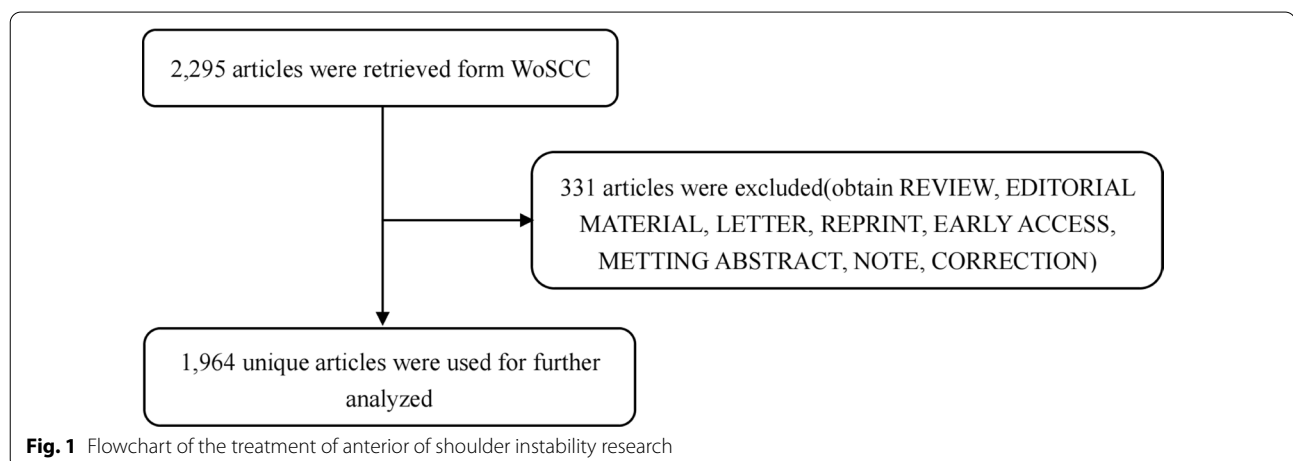 2,295 articles were retrieved form WoSCC
331 articles were excluded(obtain REVIEW, EDITORIAL
MATERIAL, LETTER, REPRINT, EARLY ACCESS,
METTING ABSTRACT, NOTE, CORRECTION)
1,964 unique articles were used for further
analyzed
Fig. 1 Flowchart of the treatment of anterior of shoulder instability research